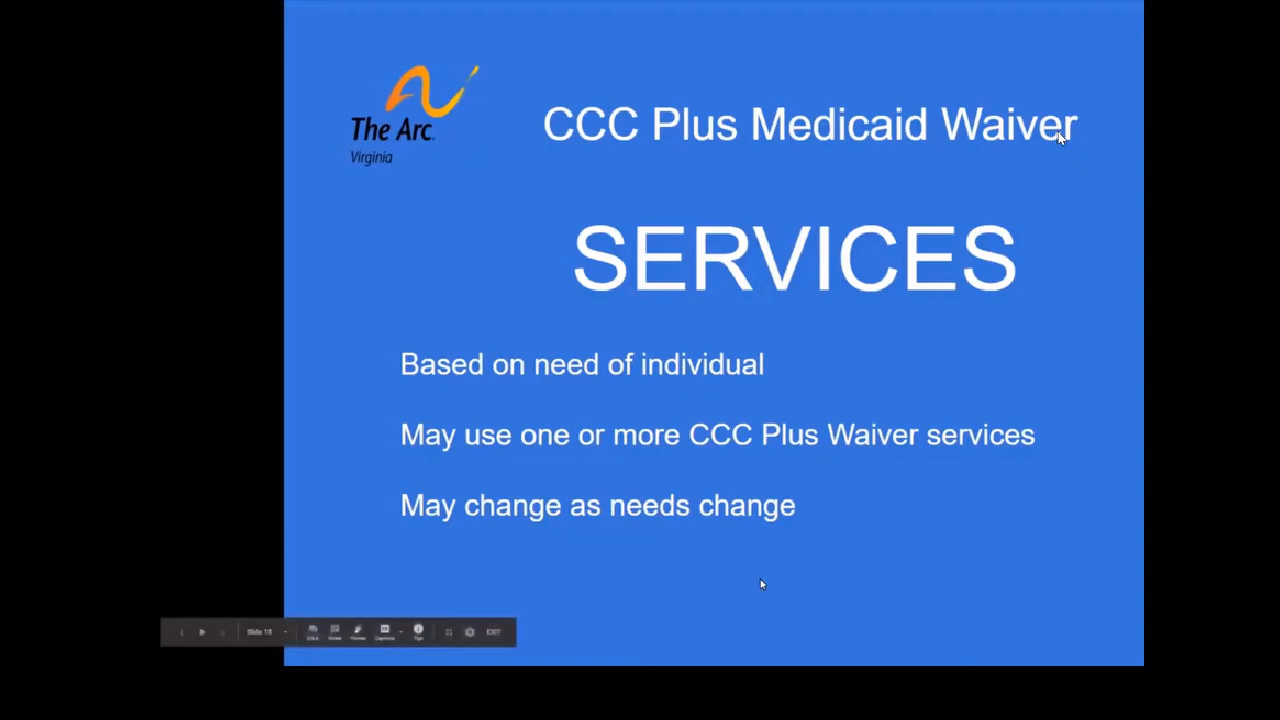 The Arc
Virginia
CCC Plus Medicaid Waiver
SERVICES
Based on need of individual
May use one or more CCC Plus Waiver services
May change as needs change
EXIT